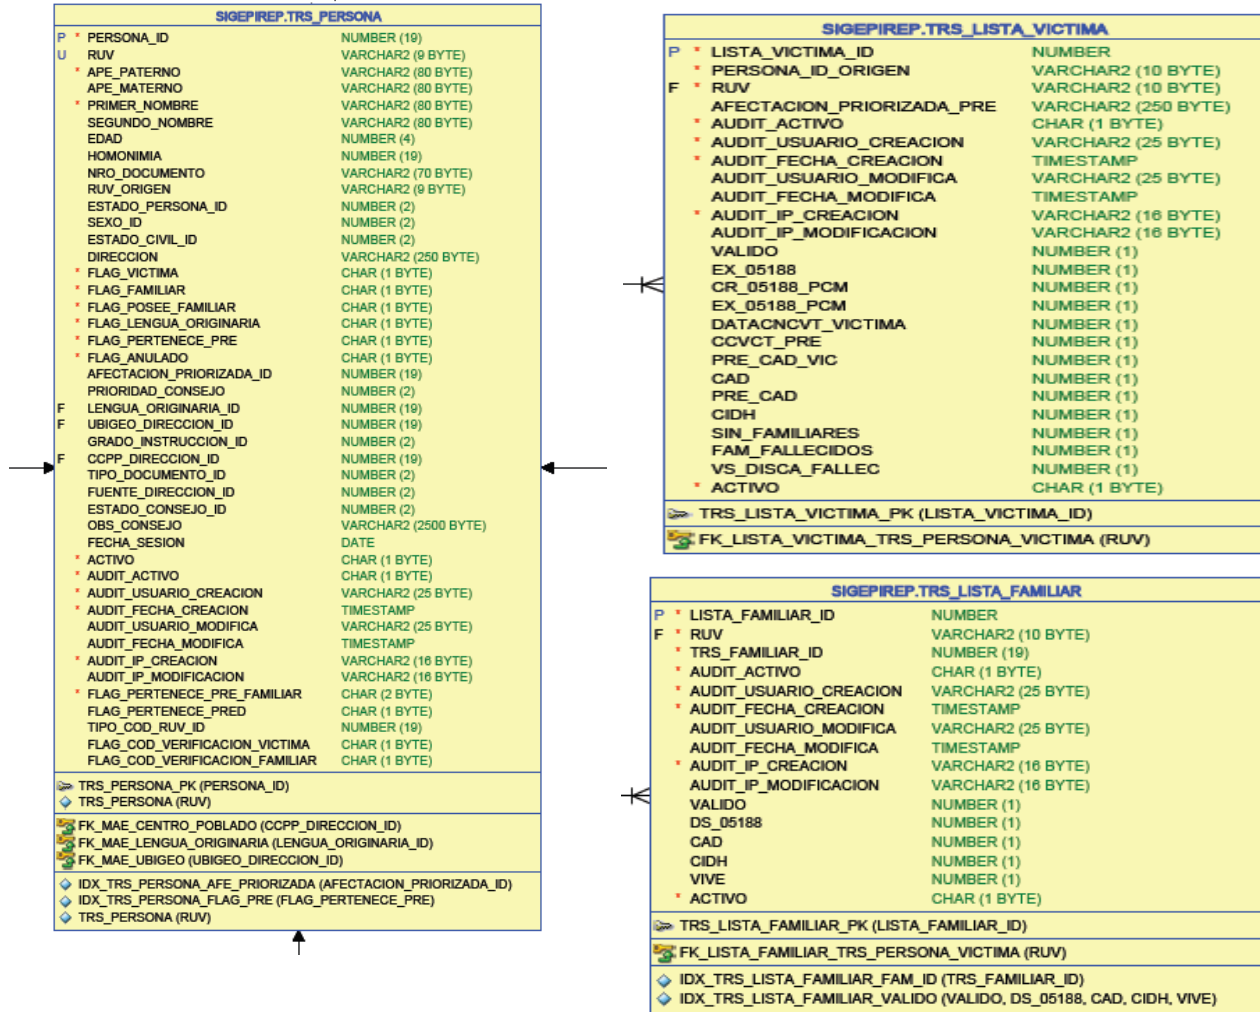 SIGEPIREP.TRS_PERSONA
P * PERSONA_ID NUMBER (19)
U RUV VARCHAR2 (9 BYTE)
* APE_PATERNO VARCHAR2 (80 BYTE)
APE_MATERNO VARCHAR2 (80 BYTE)
* PRIMER_NOMBRE VARCHAR2 (80 BYTE)
SEGUNDO_NOMBRE VARCHAR2 (80 BYTE)
EDAD NUMBER (4)
HOMONIMIA NUMBER (19)
NRO_DOCUMENTO VARCHAR2 (70 BYTE)
RUV_ORIGEN VARCHAR2 (9 BYTE)
ESTADO_PERSONA_ID NUMBER (2)
SEXO_ID NUMBER (2)
ESTADO_CIVIL_ID NUMBER (2)
DIRECCION VARCHAR2 (250 BYTE)
* FLAG_VICTIMA CHAR (1 BYTE)
* FLAG_FAMILIAR CHAR (1 BYTE)
* FLAG_POSEE_FAMILIAR CHAR (1 BYTE)
* FLAG_LENGUA_ORIGINARIA CHAR (1 BYTE)
* FLAG_PERTENECE_PRE CHAR (1 BYTE)
* FLAG_ANULADO CHAR (1 BYTE)
AFECTACION_PRIORIZADA_ID NUMBER (19)
PRIORIDAD_CONSEJO NUMBER (2)
F LENGUA_ORIGINARIA_ID NUMBER (19)
F UBIGEO_DIRECCION_ID NUMBER (19)
GRADO_INSTRUCCION_ID NUMBER (2)
F CCPP_DIRECCION_ID NUMBER (19)
TIPO_DOCUMENTO_ID NUMBER (2)
FUENTE_DIRECCION_ID NUMBER (2)
ESTADO_CONSEJO_ID NUMBER (2)
OBS_CONSEJO VARCHAR2 (2500 BYTE)
FECHA_SESION DATE
* ACTIVO CHAR (1 BYTE)
* AUDIT_ACTIVO CHAR (1 BYTE)
* AUDIT_USUARIO_CREACION VARCHAR2 (25 BYTE)
* AUDIT_FECHA_CREACION TIMESTAMP
AUDIT_USUARIO_MODIFICA VARCHAR2 (25 BYTE)
AUDIT_FECHA_MODIFICA TIMESTAMP
* AUDIT_IP_CREACION VARCHAR2 (16 BYTE)
AUDIT_IP_MODIFICACION VARCHAR2 (16 BYTE)
* FLAG_PERTENECE_PRE_FAMILIAR CHAR (2 BYTE)
FLAG_PERTENECE_PRED CHAR (1 BYTE)
TIPO_COD_RUV_ID NUMBER (19)
FLAG_COD_VERIFICACION_VICTIMA CHAR (1 BYTE)
FLAG_COD_VERIFICACION_FAMILIAR CHAR (1 BYTE)
TRS_PERSONA_PK (PERSONA_ID)
TRS_PERSONA (RUV)
FK_MAE_CENTRO_POBLADO (CCPP_DIRECCION_ID)
FK_MAE_LENGUA_ORIGINARIA (LENGUA_ORIGINARIA_ID)
FK_MAE_UBIGEO (UBIGEO_DIRECCION_ID)
IDX_TRS_PERSONA_AFE_PRIORIZADA (AFECTACION_PRIORIZADA_ID)
IDX_TRS_PERSONA_FLAG_PRE (FLAG_PERTENECE_PRE)
TRS_PERSONA (RUV)
SIGEPIREP.TRS_LISTA_VICTIMA
P * LISTA_VICTIMA_ID NUMBER
* PERSONA_ID_ORIGEN VARCHAR2 (10 BYTE)
F * RUV VARCHAR2 (10 BYTE)
AFECTACION_PRIORIZADA_PRE VARCHAR2 (250 BYTE)
* AUDIT_ACTIVO CHAR (1 BYTE)
* AUDIT_USUARIO_CREACION VARCHAR2 (25 BYTE)
* AUDIT_FECHA_CREACION TIMESTAMP
AUDIT_USUARIO_MODIFICA VARCHAR2 (25 BYTE)
AUDIT_FECHA_MODIFICA TIMESTAMP
* AUDIT_IP_CREACION VARCHAR2 (16 BYTE)
AUDIT_IP_MODIFICACION VARCHAR2 (16 BYTE)
VALIDO NUMBER (1)
EX_05188 NUMBER (1)
CR_05188_PCM NUMBER (1)
EX_05188_PCM NUMBER (1)
DATACNCVT_VICTIMA NUMBER (1)
CCVCT_PRE NUMBER (1)
PRE_CAD_VIC NUMBER (1)
CAD NUMBER (1)
PRE_CAD NUMBER (1)
CIDH NUMBER (1)
SIN_FAMILIARES NUMBER (1)
FAM_FALLECIDOS NUMBER (1)
VS_DISCA_FALLEC NUMBER (1)
* ACTIVO CHAR (1 BYTE)
TRS_LISTA_VICTIMA_PK (LISTA_VICTIMA_ID)
FK_LISTA_VICTIMA_TRS_PERSONA_VICTIMA (RUV)
SIGEPIREP.TRS_LISTA_FAMILIAR
P * LISTA_FAMILIAR_ID NUMBER
F * RUV VARCHAR2 (10 BYTE)
* TRS_FAMILIAR_ID NUMBER (19)
* AUDIT_ACTIVO CHAR (1 BYTE)
* AUDIT_USUARIO_CREACION VARCHAR2 (25 BYTE)
* AUDIT_FECHA_CREACION TIMESTAMP
AUDIT_USUARIO_MODIFICA VARCHAR2 (25 BYTE)
AUDIT_FECHA_MODIFICA TIMESTAMP
* AUDIT_IP_CREACION VARCHAR2 (16 BYTE)
AUDIT_IP_MODIFICACION VARCHAR2 (16 BYTE)
VALIDO NUMBER (1)
DS_05188 NUMBER (1)
CAD NUMBER (1)
CIDH NUMBER (1)
VIVE NUMBER (1)
* ACTIVO CHAR (1 BYTE)
TRS_LISTA_FAMILIAR_PK (LISTA_FAMILIAR_ID)
FK_LISTA_FAMILIAR_TRS_PERSONA_VICTIMA (RUV)
IDX_TRS_LISTA_FAMILIAR_FAM_ID (TRS_FAMILIAR_ID)
IDX_TRS_LISTA_FAMILIAR_VALIDO (VALIDO, DS_05188, CAD, CIDH, VIVE)